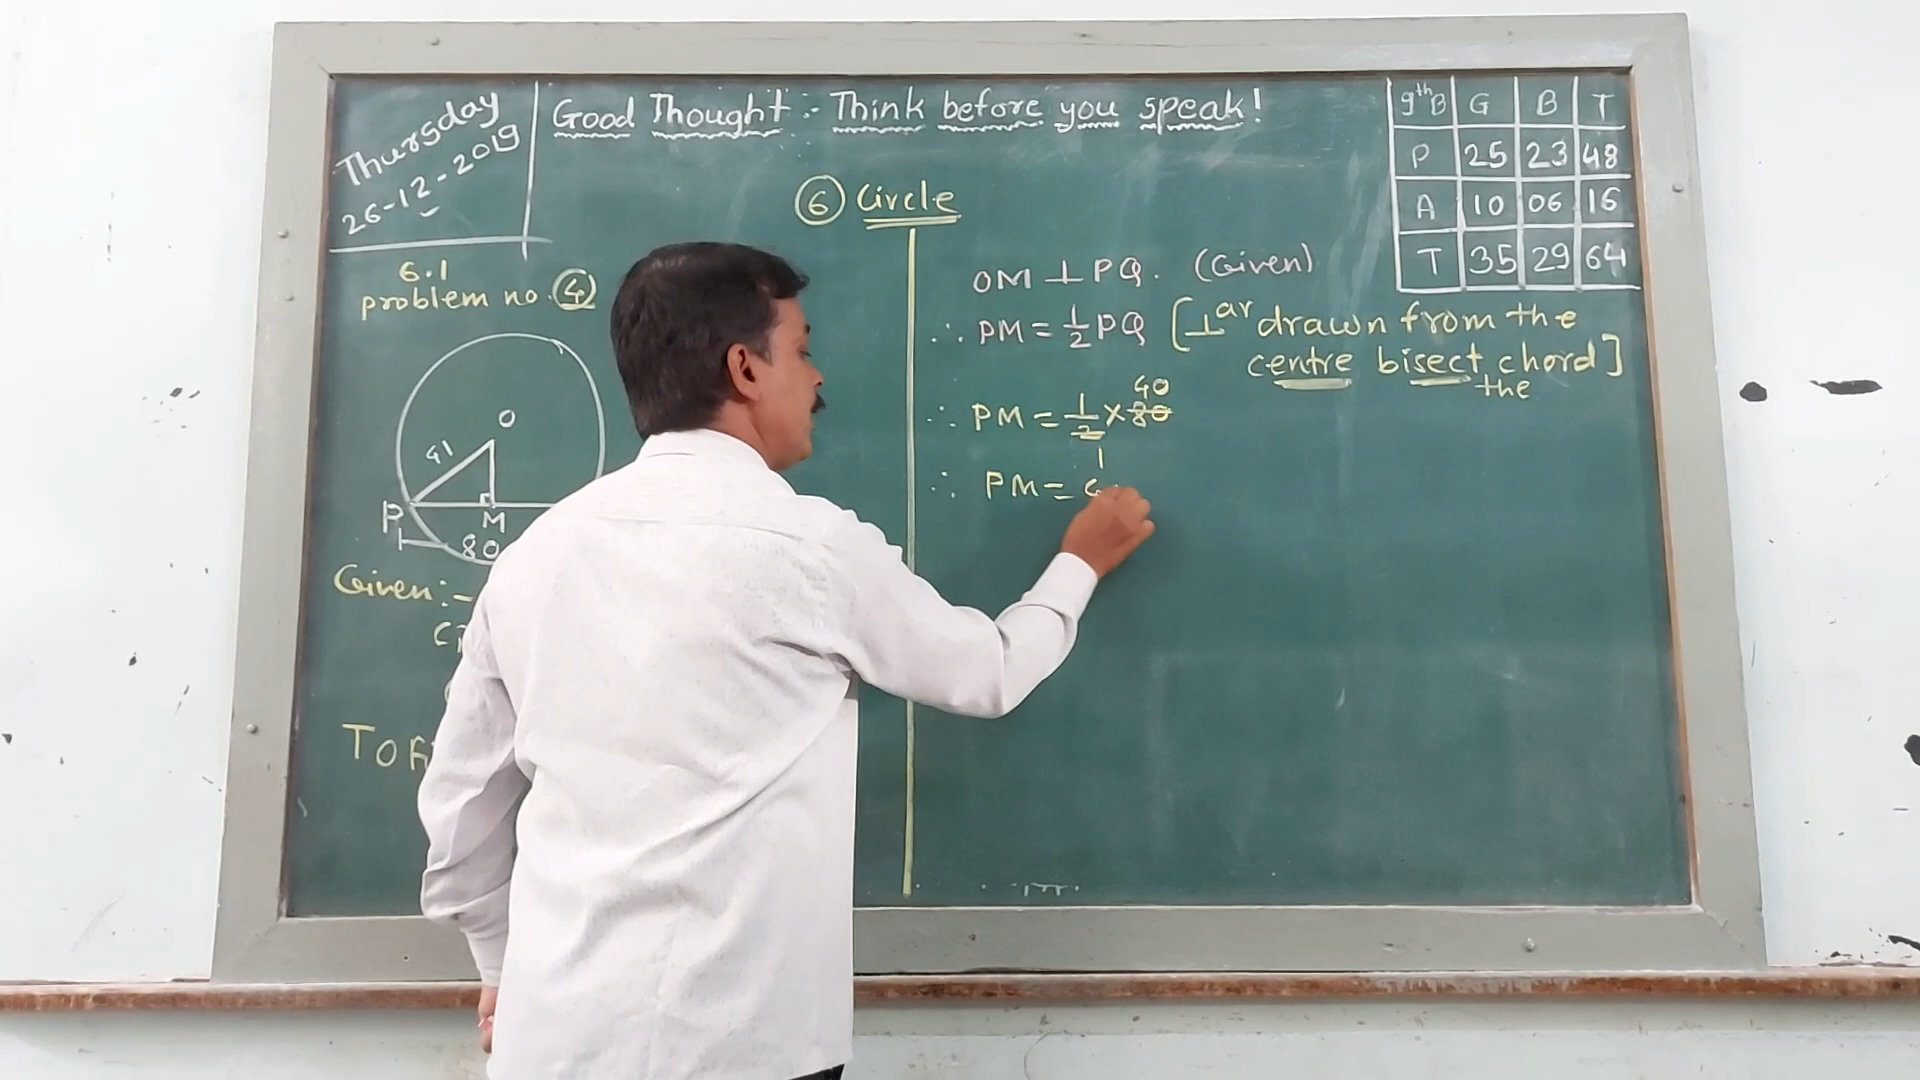 Thursday
26-12-2019
Good Thought :- Think before you speak!
9th B G B T
P 25 23 48
A 10 06 16
T 35 29 64
6 Circle
6.1
problem no. 4
O
41
P
M
80
Given :-
To
OM ⊥ PQ. (Given)
∴ PM = 1/2 PQ [⊥ar drawn from the
centre bisect chord]
the
40
∴ PM = 1/2 × 80
1
∴ PM =